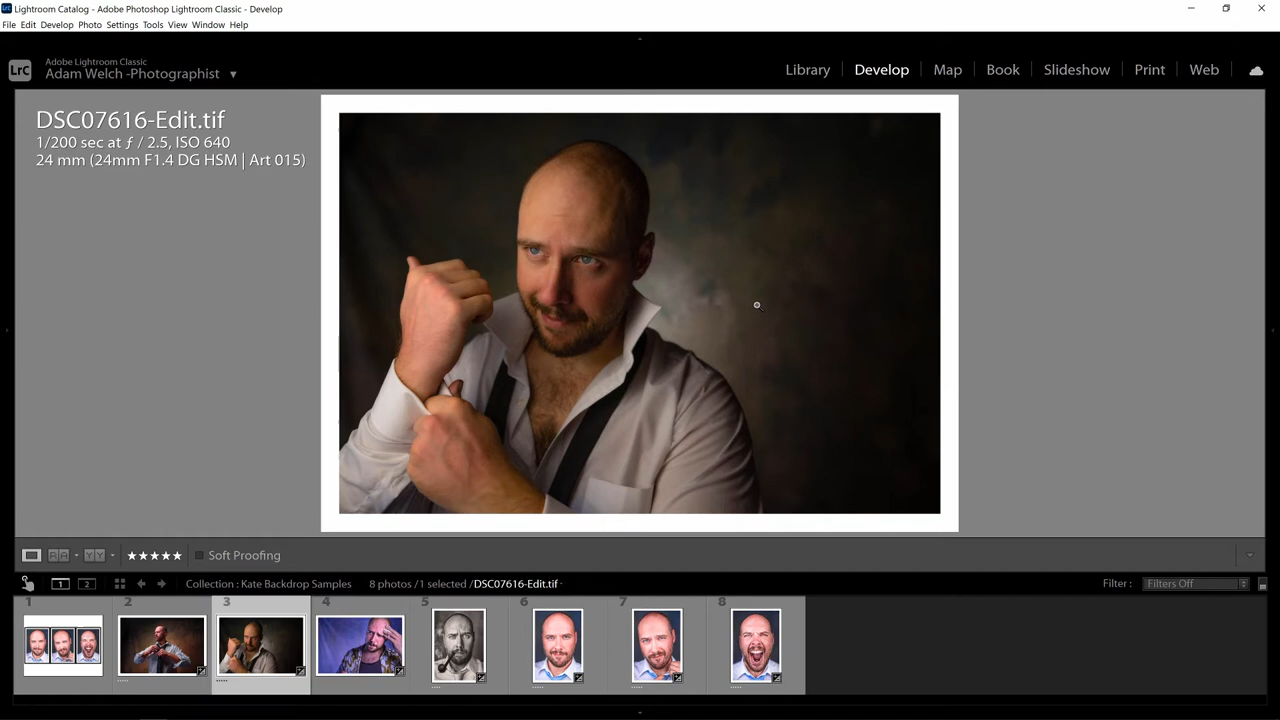 Lightroom Catalog - Adobe Photoshop Lightroom Classic - Develop
File Edit Develop Photo Settings Tools View Window Help
LrC
Adobe Lightroom Classic
Adam Welch -Photographist ▼
Library | Develop | Map | Book | Slideshow | Print | Web
DSC07616-Edit.tif
1/200 sec at ƒ / 2.5, ISO 640
24 mm (24mm F1.4 DG HSM | Art 015)
RA YY ★★★★★ Soft Proofing
1 2 Collection : Kate Backdrop Samples 8 photos /1 selected /DSC07616-Edit.tif Filter : Filters Off
1 2 3 4 5 6 7 8